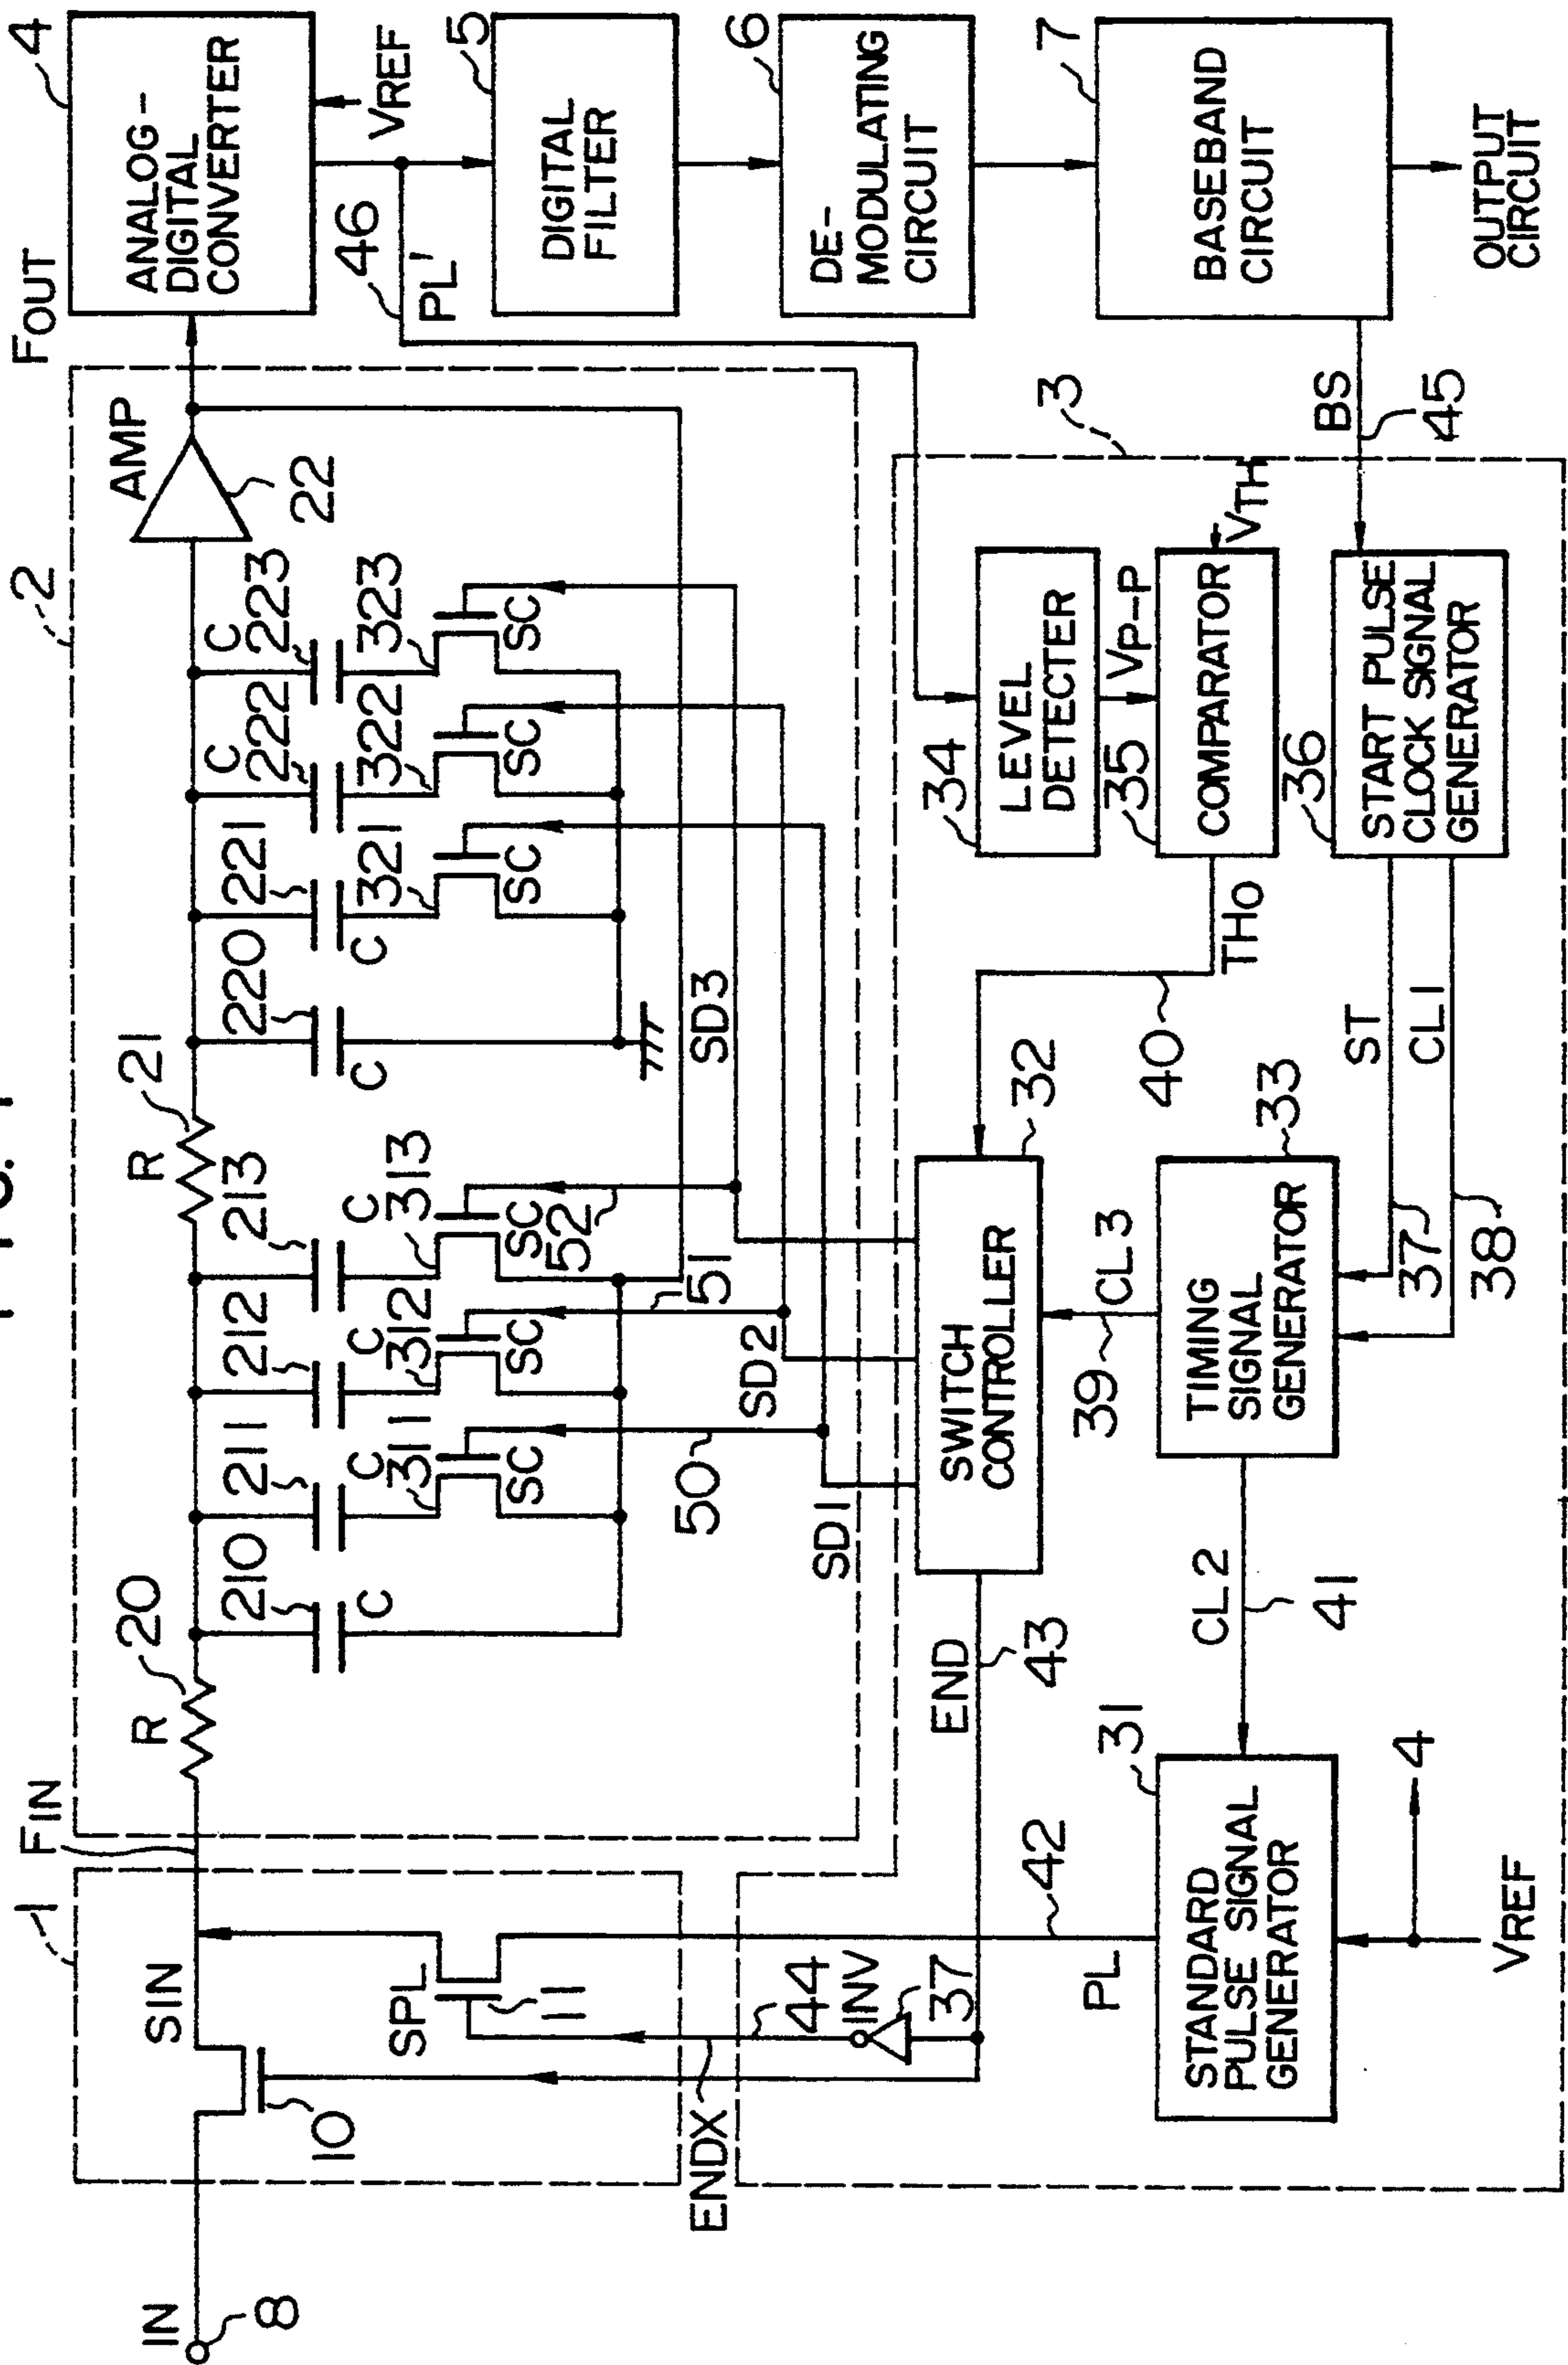 FIG. 1
IN
8
1
SIN
10
SPL
11
FIN
ENDX
44
INV
37
2
R
20
210
C
211
C
311
SC
212
C
312
SC
213
C
313
SC
R
21
220
C
221
C
321
SC
222
C
322
SC
223
C
323
SC
AMP
22
50
51
52
SD1
SD2
SD3
FOUT
4
ANALOG-
DIGITAL
CONVERTER
VREF
46
PL'
5
DIGITAL
FILTER
6
DE-
MODULATING
CIRCUIT
7
BASEBAND
CIRCUIT
OUTPUT
CIRCUIT
BS
45
3
34
LEVEL
DETECTER
VP-P
35
COMPARATOR
VTH
THO
40
36
START PULSE
CLOCK SIGNAL
GENERATOR
ST
CL1
37
38
32
SWITCH
CONTROLLER
END
43
CL3
39
33
TIMING
SIGNAL
GENERATOR
CL2
41
31
STANDARD
PULSE SIGNAL
GENERATOR
PL
42
4
VREF